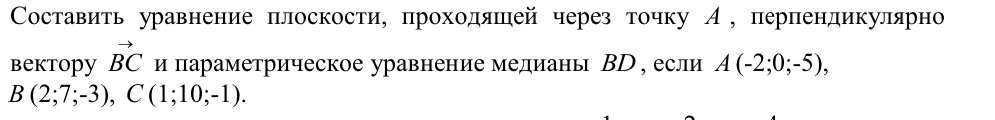 Составить уравнение плоскости, проходящей через точку A , перпендикулярно
вектору BC и параметрическое уравнение медианы BD , если A (-2;0;-5),
B (2;7;-3), C (1;10;-1).